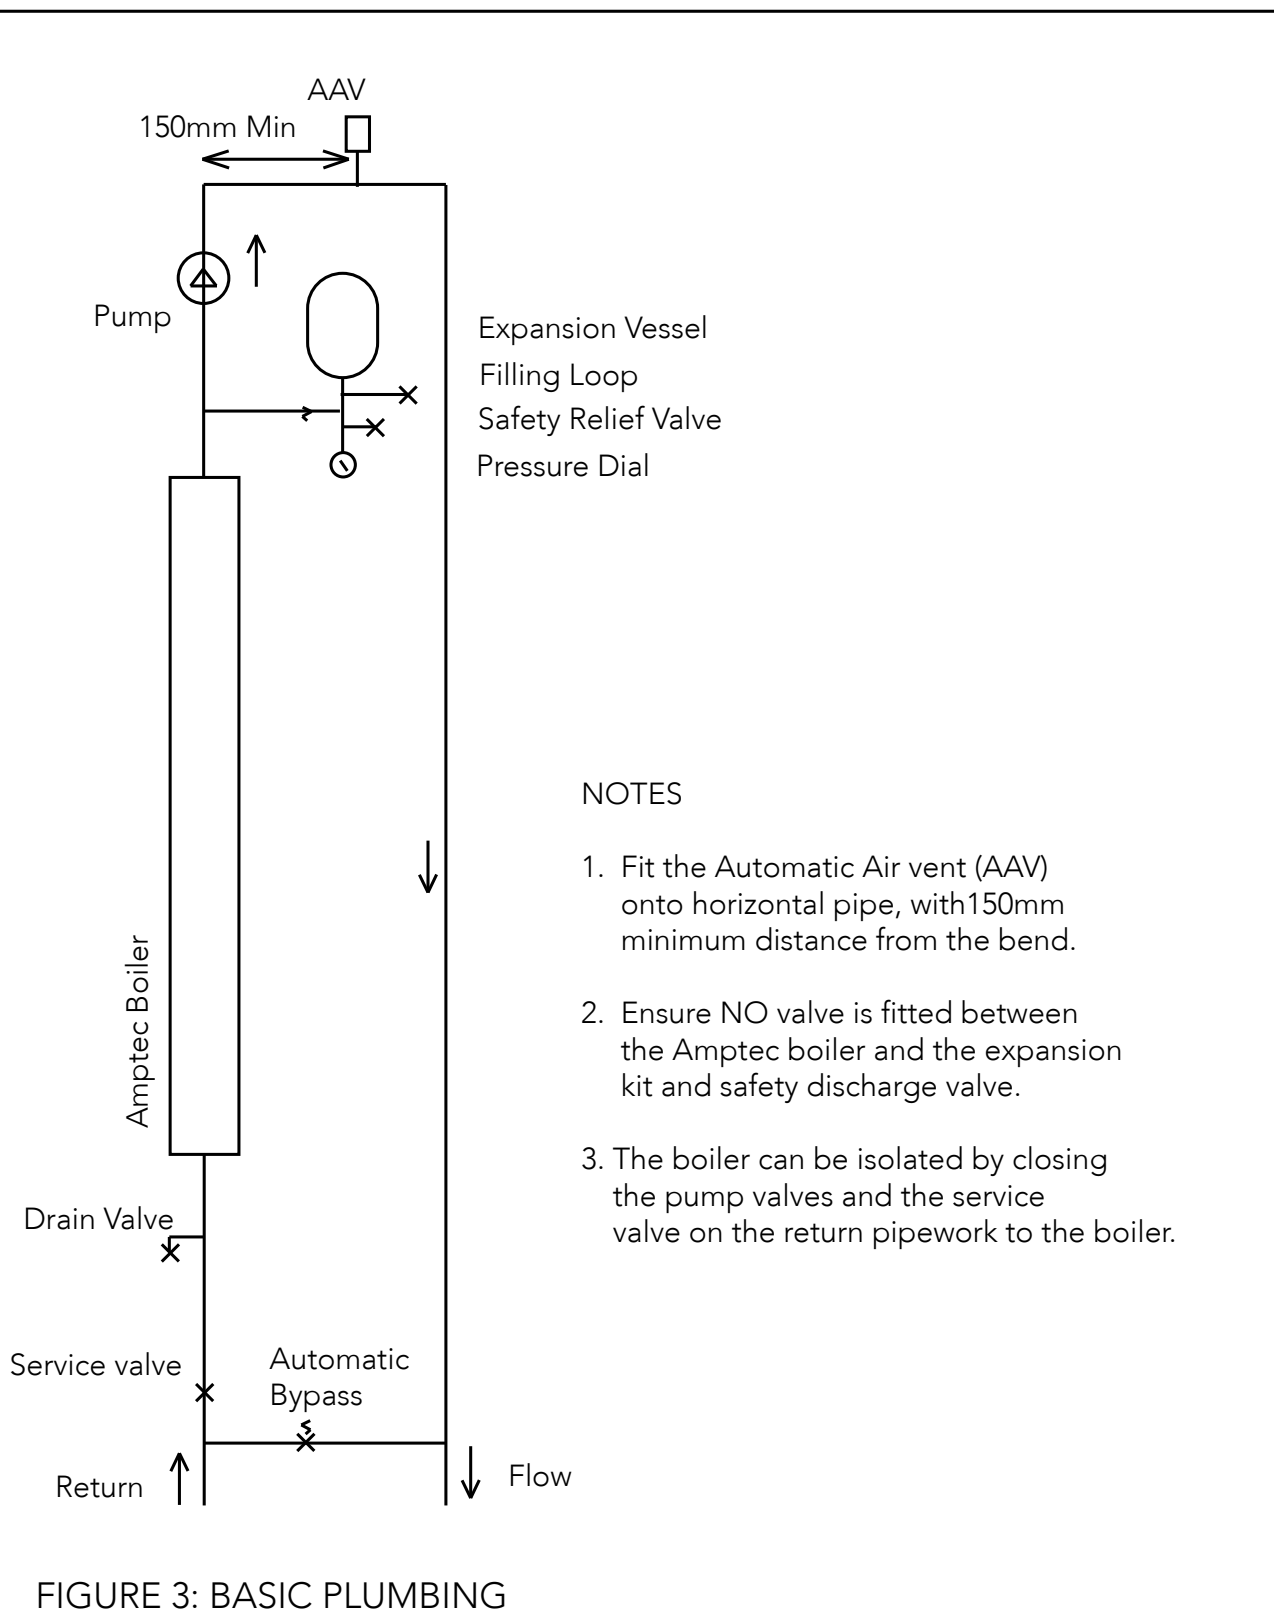 AAV
150mm Min
Pump
Expansion Vessel
Filling Loop
Safety Relief Valve
Pressure Dial
NOTES
1. Fit the Automatic Air vent (AAV)
onto horizontal pipe, with150mm
minimum distance from the bend.
2. Ensure NO valve is fitted between
the Amptec boiler and the expansion
kit and safety discharge valve.
3. The boiler can be isolated by closing
the pump valves and the service
valve on the return pipework to the boiler.
Amptec Boiler
Drain Valve
Service valve
Automatic
Bypass
Return
Flow
FIGURE 3: BASIC PLUMBING